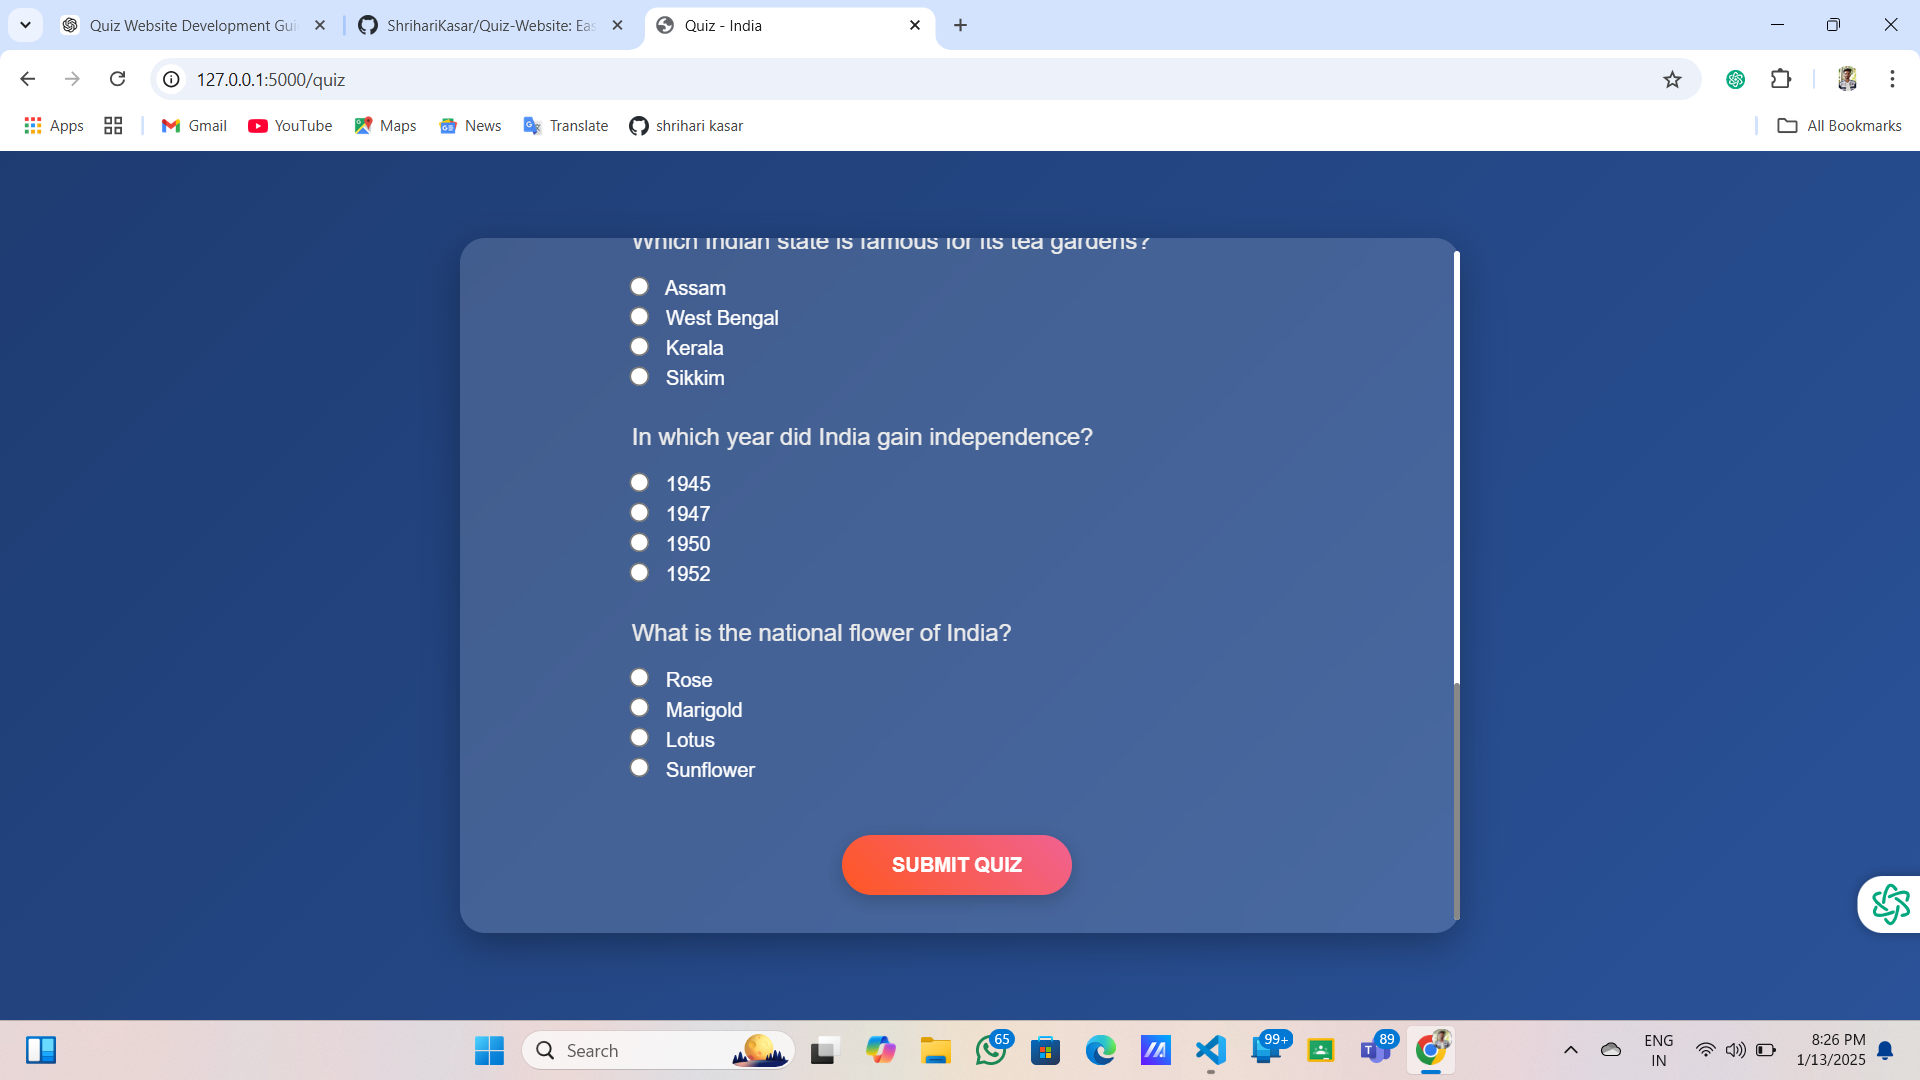 Quiz Website Development Gui
ShrihariKasar/Quiz-Website: Eas
Quiz - India
127.0.0.1:5000/quiz
Apps
Gmail
YouTube
Maps
News
Translate
shrihari kasar
All Bookmarks
Which Indian state is famous for its tea gardens?
Assam
West Bengal
Kerala
Sikkim
In which year did India gain independence?
1945
1947
1950
1952
What is the national flower of India?
Rose
Marigold
Lotus
Sunflower
SUBMIT QUIZ
Search
65
99+
89
ENG
IN
8:26 PM
1/13/2025